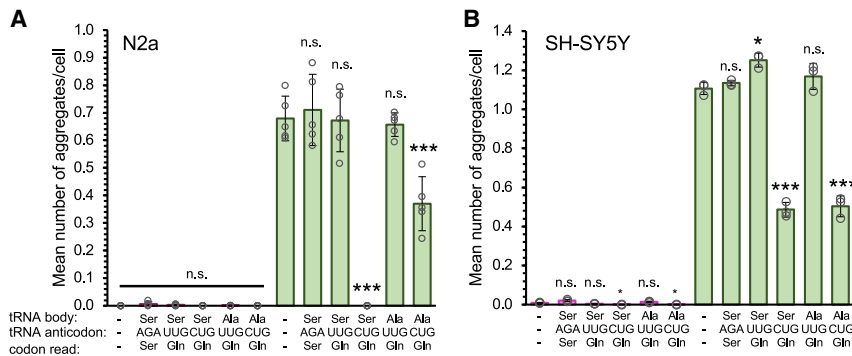 A
N2a
Mean number of aggregates/cell
1.0
0.9
0.8
0.7
0.6
0.5
0.4
0.3
0.2
0.1
0.0
n.s.
n.s.
n.s.
***
n.s.
***
tRNA body: - Ser Ser Ser Ala Ala - Ser Ser Ser Ala Ala
tRNA anticodon: - AGA UUG CUG UUG CUG - AGA UUG CUG UUG CUG
codon read: - Ser Gln Gln Gln Gln - Ser Gln Gln Gln Gln
B
SH-SY5Y
Mean number of aggregates/cell
1.4
1.2
1.0
0.8
0.6
0.4
0.2
0.0
n.s. n.s. * n.s. *
n.s.
*
***
n.s.
***
- Ser Ser Ser Ala Ala - Ser Ser Ser Ala Ala
- AGA UUG CUG UUG CUG - AGA UUG CUG UUG CUG
- Ser Gln Gln Gln Gln - Ser Gln Gln Gln Gln